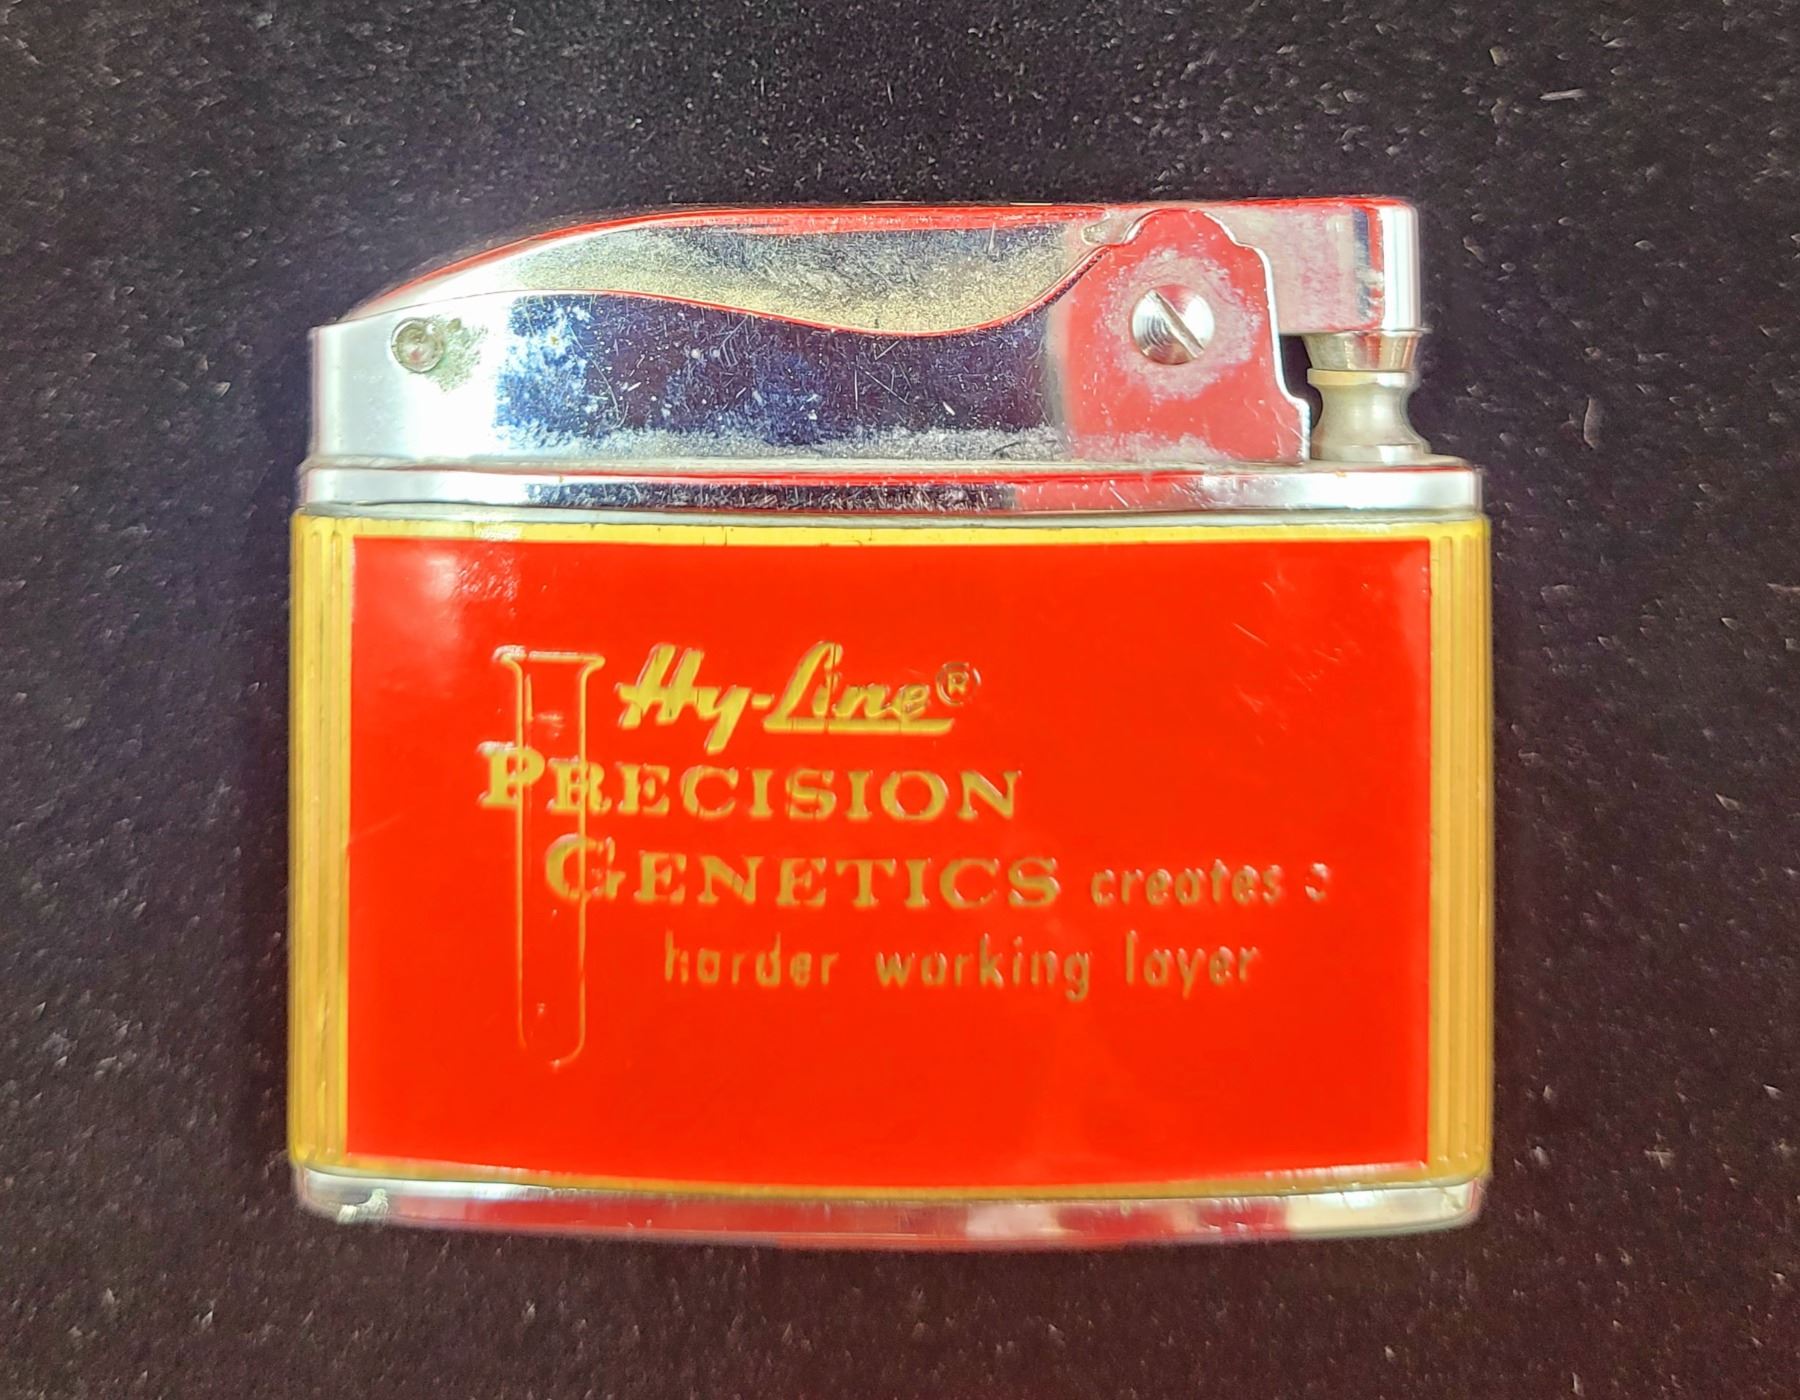 Hy-Line®
PRECISION
GENETICS creates a
harder working layer